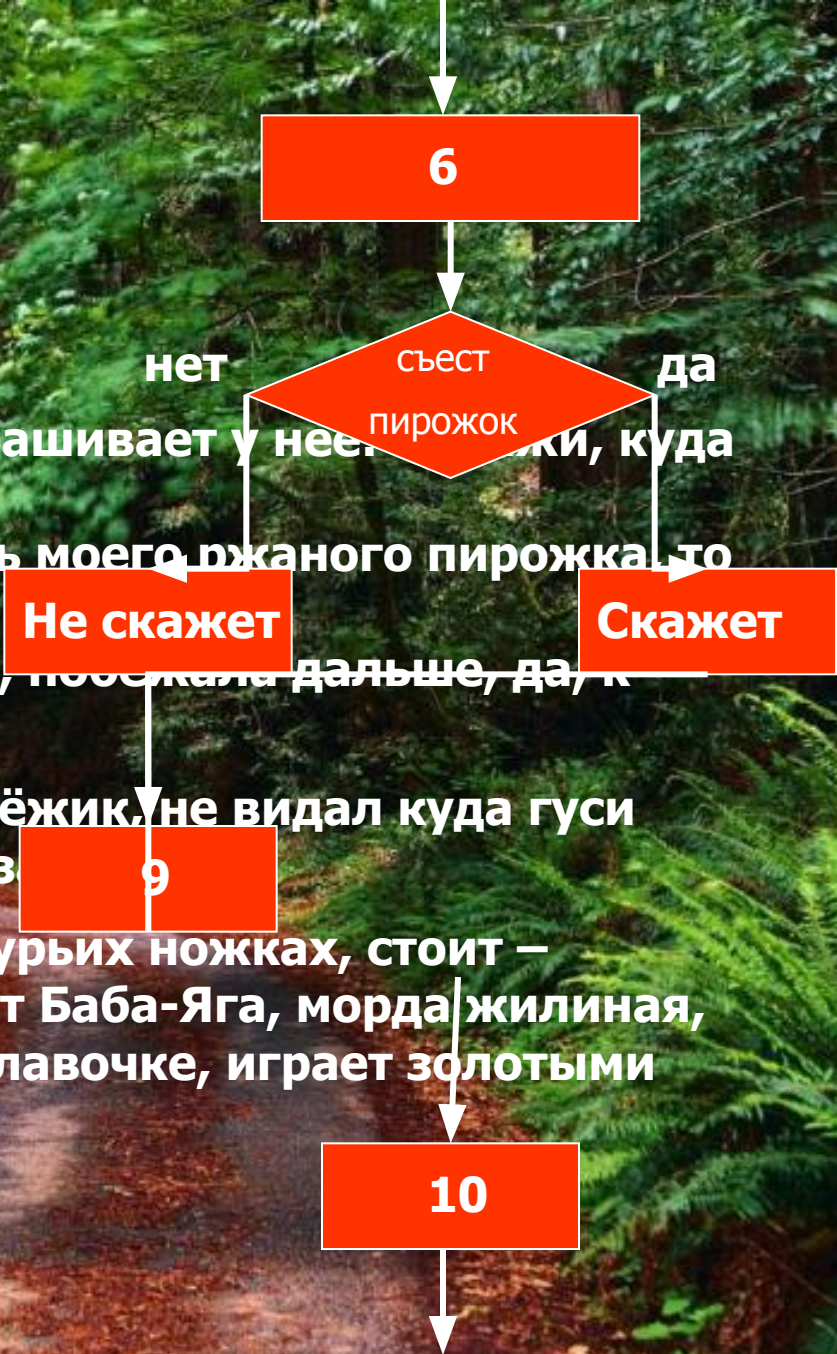 6
съест
нет да
пирожок
ашивает у нее: куда
ь моего ржаного пирожка, то
Не скажет Скажет
, побежала дальше, да, к
ёжик, не видал куда гуси
9
урьих ножках, стоит –
т Баба-Яга, морда жилиная,
лавочке, играет золотыми
10